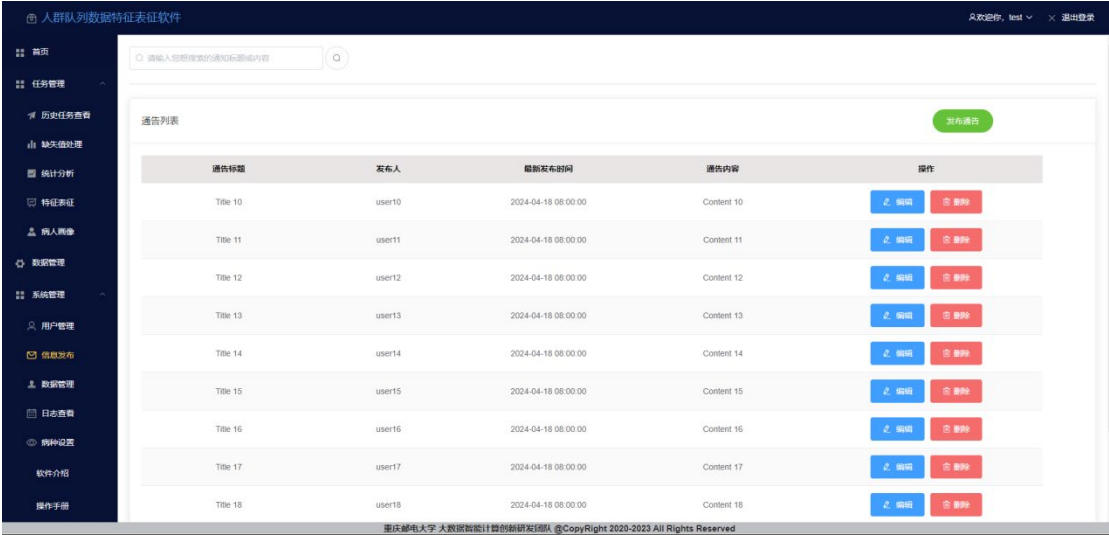 人群队列数据特征表征软件
欢迎你, test
退出登录
首页
任务管理
历史任务查看
缺失值处理
统计分析
特征表征
病人画像
数据管理
系统管理
用户管理
信息发布
数据管理
日志查看
病种设置
软件介绍
操作手册
请输入您想搜索的通知标题或内容
通告列表
发布通告
通告标题 发布人 最新发布时间 通告内容 操作
Title 10 user10 2024-04-18 08:00:00 Content 10 编辑 删除
Title 11 user11 2024-04-18 08:00:00 Content 11 编辑 删除
Title 12 user12 2024-04-18 08:00:00 Content 12 编辑 删除
Title 13 user13 2024-04-18 08:00:00 Content 13 编辑 删除
Title 14 user14 2024-04-18 08:00:00 Content 14 编辑 删除
Title 15 user15 2024-04-18 08:00:00 Content 15 编辑 删除
Title 16 user16 2024-04-18 08:00:00 Content 16 编辑 删除
Title 17 user17 2024-04-18 08:00:00 Content 17 编辑 删除
Title 18 user18 2024-04-18 08:00:00 Content 18 编辑 删除
重庆邮电大学 大数据智能计算创新研发团队 @CopyRight 2020-2023 All Rights Reserved